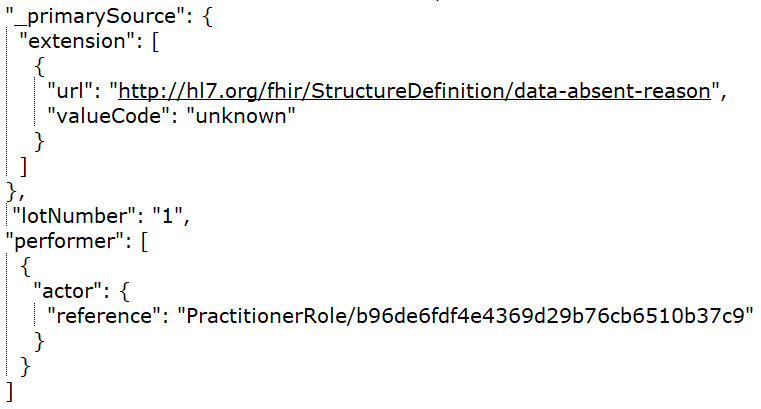 "_primarySource": {
"extension": [
{
"url": "http://hl7.org/fhir/StructureDefinition/data-absent-reason",
"valueCode": "unknown"
}
]
},
"lotNumber": "1",
"performer": [
{
"actor": {
"reference": "PractitionerRole/b96de6fdf4e4369d29b76cb6510b37c9"
}
}
]